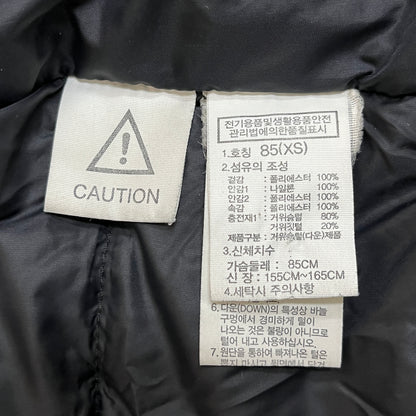 CAUTION
전기용품및생활용품안전
관리법에의한품질표시
1.호칭 85(XS)
2.섬유의 조성
겉감 : 폴리에스터 100%
안감1 : 나일론 100%
안감2 : 폴리에스터 100%
속감 : 폴리에스터 100%
충전재1 : 거위솜털 80%
거위깃털 20%
제품구분 : 거위솜털(다운)제품
3.신체치수
가슴둘레 : 85CM
신 장 : 155CM~165CM
4.세탁시 주의사항
6.다운(DOWN)의 특성상 바늘
구멍에서 경미하게 털이
나오는 것은 불량이 아니므로
털어 내고 입으십시오.
7.원단을 통하여 빠져나온 털은